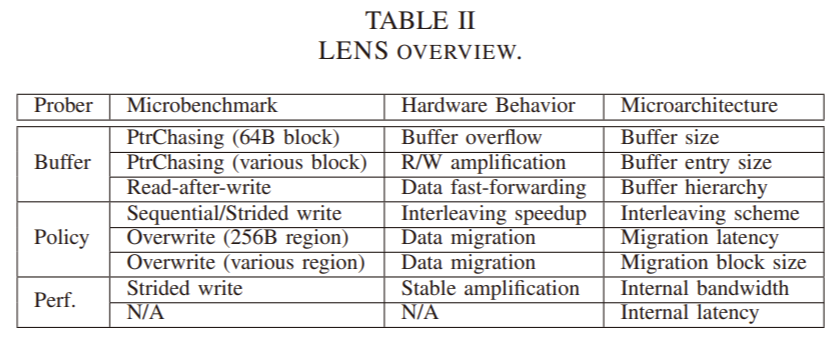 TABLE II
LENS OVERVIEW.
Prober Microbenchmark Hardware Behavior Microarchitecture
PtrChasing (64B block) Buffer overflow Buffer size
Buffer PtrChasing (various block) R/W amplification Buffer entry size
Read-after-write Data fast-forwarding Buffer hierarchy
Sequential/Strided write Interleaving speedup Interleaving scheme
Policy Overwrite (256B region) Data migration Migration latency
Overwrite (various region) Data migration Migration block size
Perf. Strided write Stable amplification Internal bandwidth
N/A N/A Internal latency